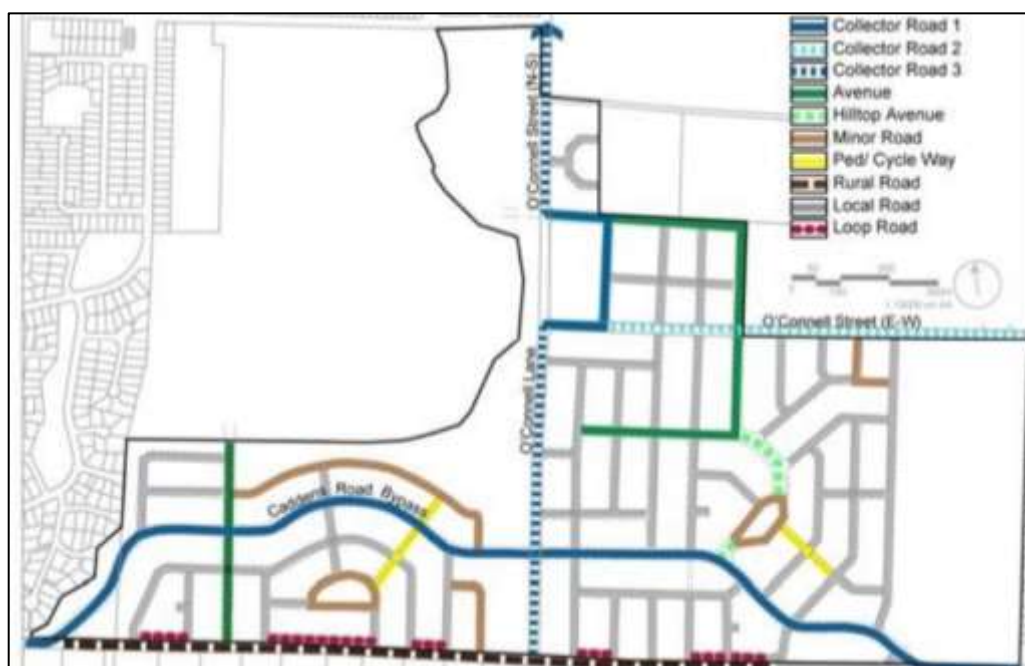 Collector Road 1
Collector Road 2
Collector Road 3
Avenue
Hilltop Avenue
Minor Road
Ped/ Cycle Way
Rural Road
Local Road
Loop Road
O'Connell Street (N-S)
O'Connell Street (E-W)
O'Connell Lane
Caddens Road Bypass